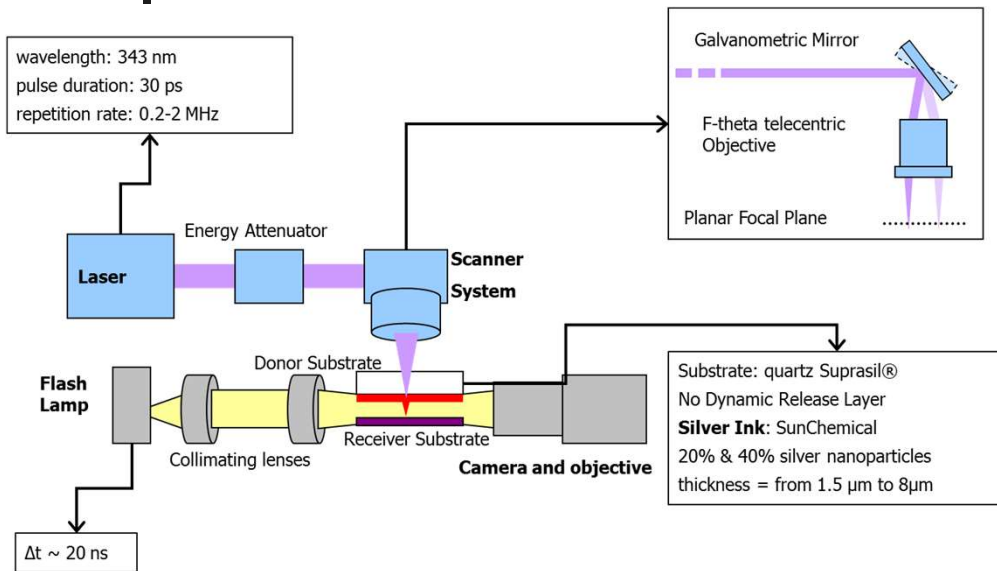 wavelength: 343 nm
pulse duration: 30 ps
repetition rate: 0.2-2 MHz
Galvanometric Mirror
F-theta telecentric
Objective
Planar Focal Plane
Energy Attenuator
Laser
Scanner
System
Donor Substrate
Flash
Lamp
Receiver Substrate
Collimating lenses
Camera and objective
Substrate: quartz Suprasil®
No Dynamic Release Layer
Silver Ink: SunChemical
20% & 40% silver nanoparticles
thickness = from 1.5 µm to 8µm
Δt ~ 20 ns